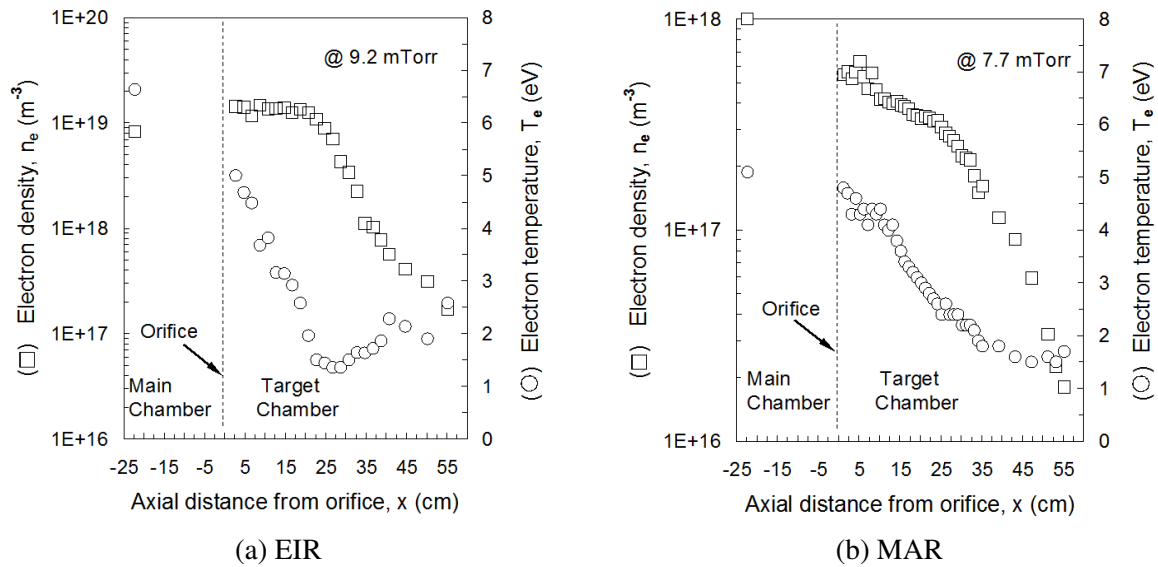 1E+20
1E+19
1E+18
1E+17
1E+16
(□) Electron density, nₑ (m⁻³)
@ 9.2 mTorr
Orifice
Main
Chamber
Target
Chamber
8
7
6
5
4
3
2
1
0
(○) Electron temperature, Tₑ (eV)
-25 -15 -5 5 15 25 35 45 55
Axial distance from orifice, x (cm)
(a) EIR
1E+18
1E+17
1E+16
(□) Electron density, nₑ (m⁻³)
@ 7.7 mTorr
Orifice
Main
Chamber
Target
Chamber
8
7
6
5
4
3
2
1
0
(○) Electron temperature, Tₑ (eV)
-25 -15 -5 5 15 25 35 45 55
Axial distance from orifice, x (cm)
(b) MAR